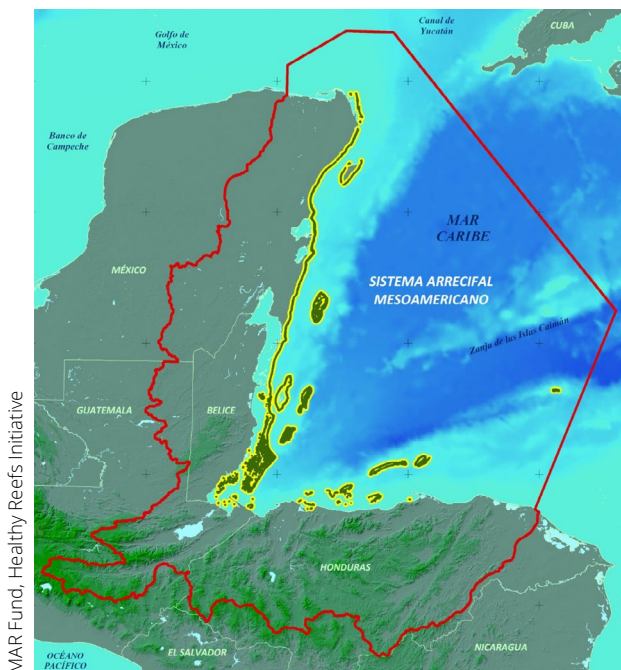 Golfo de
México
Canal de
Yucatán
CUBA
Banco de
Campeche
MAR
CARIBE
MÉXICO
SISTEMA ARRECIFAL
MESOAMERICANO
Zanja de las Islas Caimán
GUATEMALA
BELICE
HONDURAS
EL SALVADOR
NICARAGUA
OCÉANO
PACÍFICO
MAR Fund, Healthy Reefs Initiative